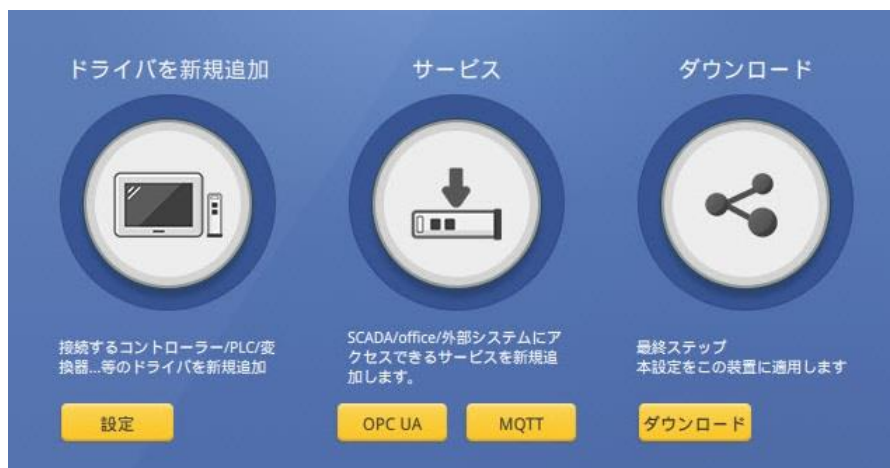 ドライバを新規追加
サービス
ダウンロード
接続するコントローラー/PLC/変
換器...等のドライバを新規追加
SCADA/office/外部システムにア
クセスできるサービスを新規追
加します。
最終ステップ
本設定をこの装置に適用します
設定
OPC UA
MQTT
ダウンロード